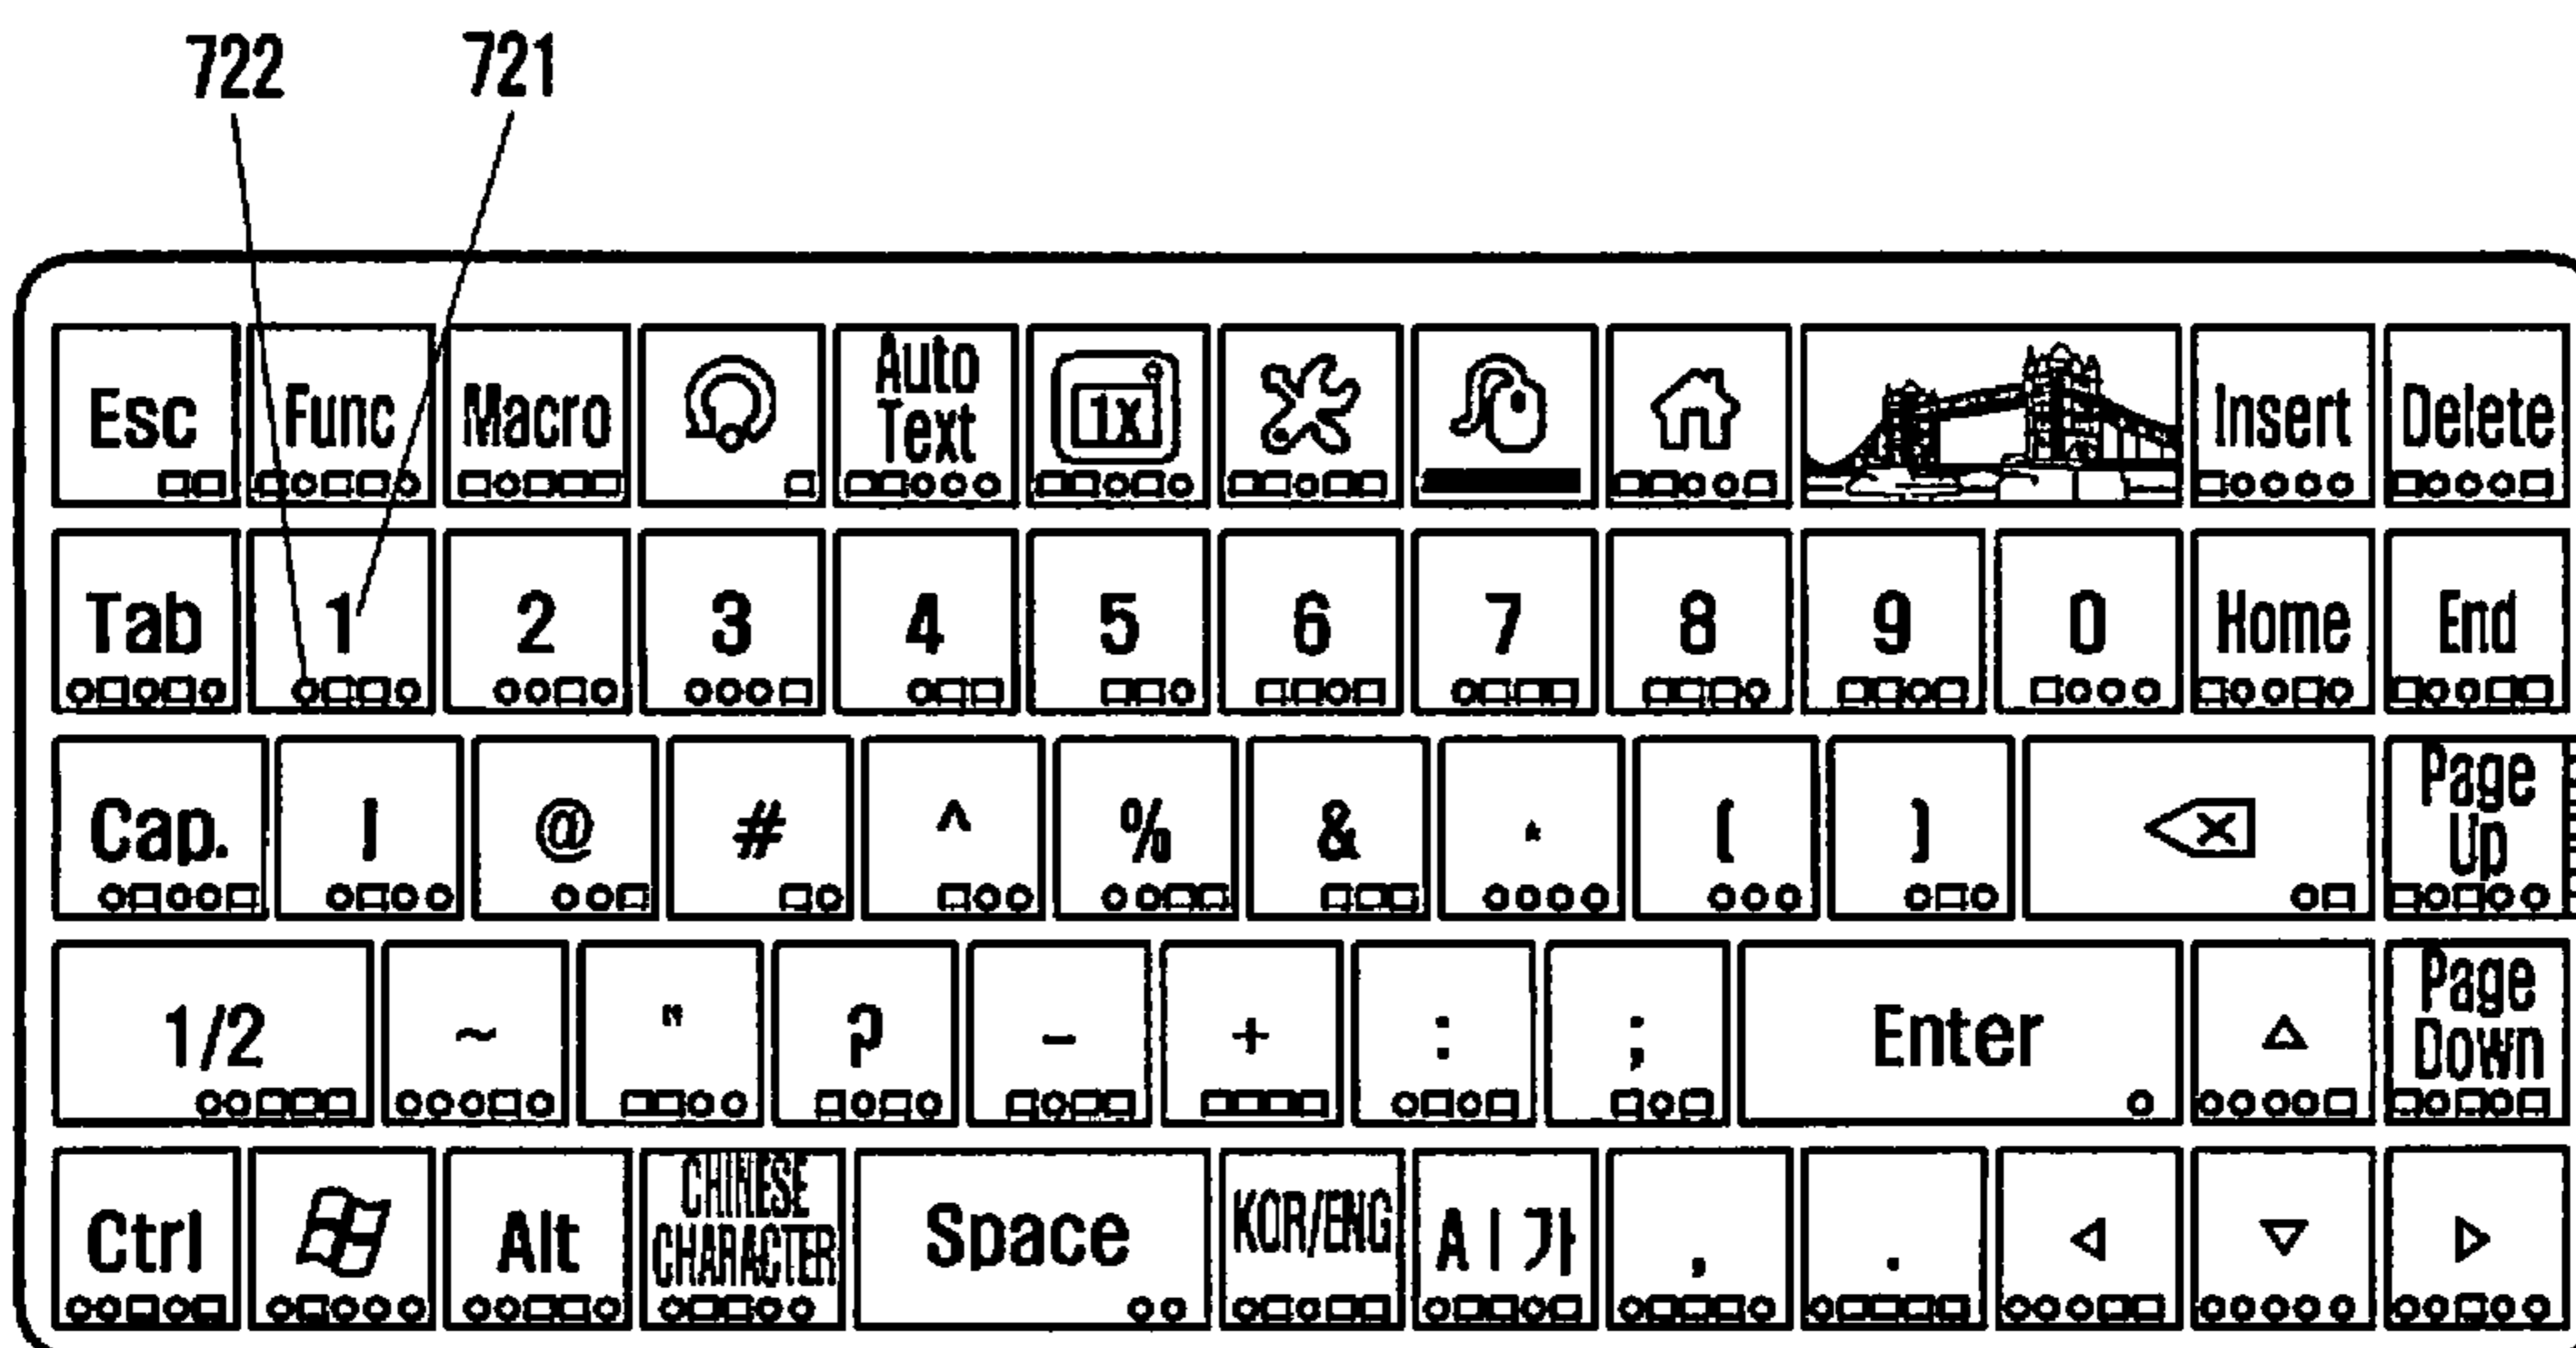 722 721
Esc Func Macro Auto Text 1X Insert Delete
Tab 1 2 3 4 5 6 7 8 9 0 Home End
Cap. | @ # ^ % & * ( ) X Page Up
1/2 ~ " ? - + : ; Enter Page Down
Ctrl Alt CHINESE CHARACTER Space KOR/ENG A | 가 , .